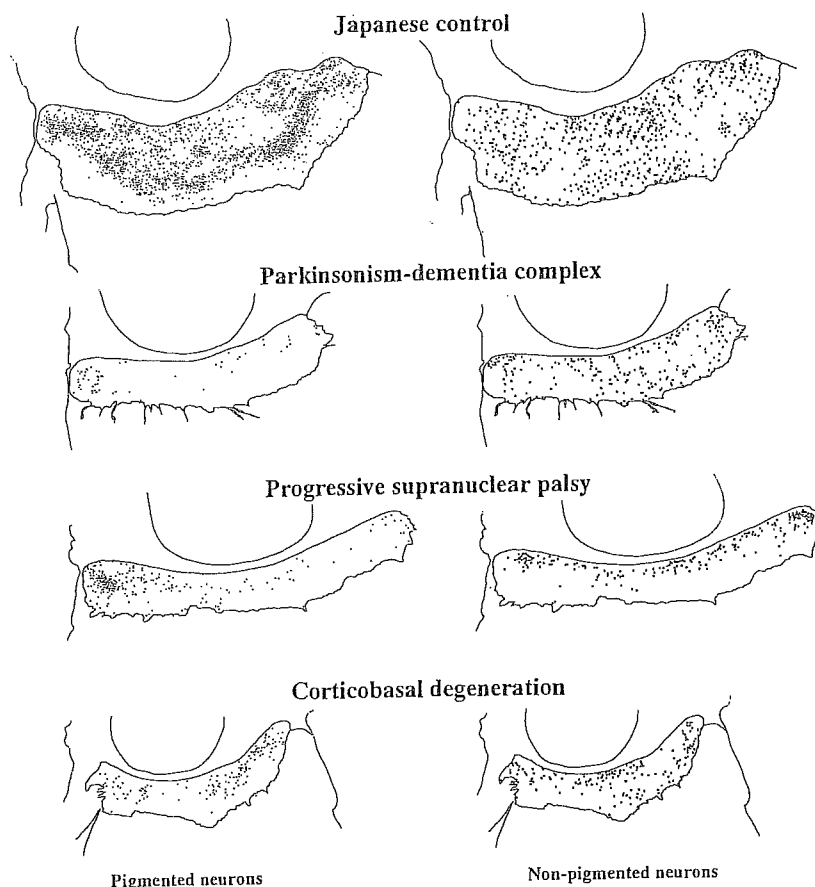 Japanese control
Parkinsonism-dementia complex
Progressive supranuclear palsy
Corticobasal degeneration
Pigmented neurons
Non-pigmented neurons